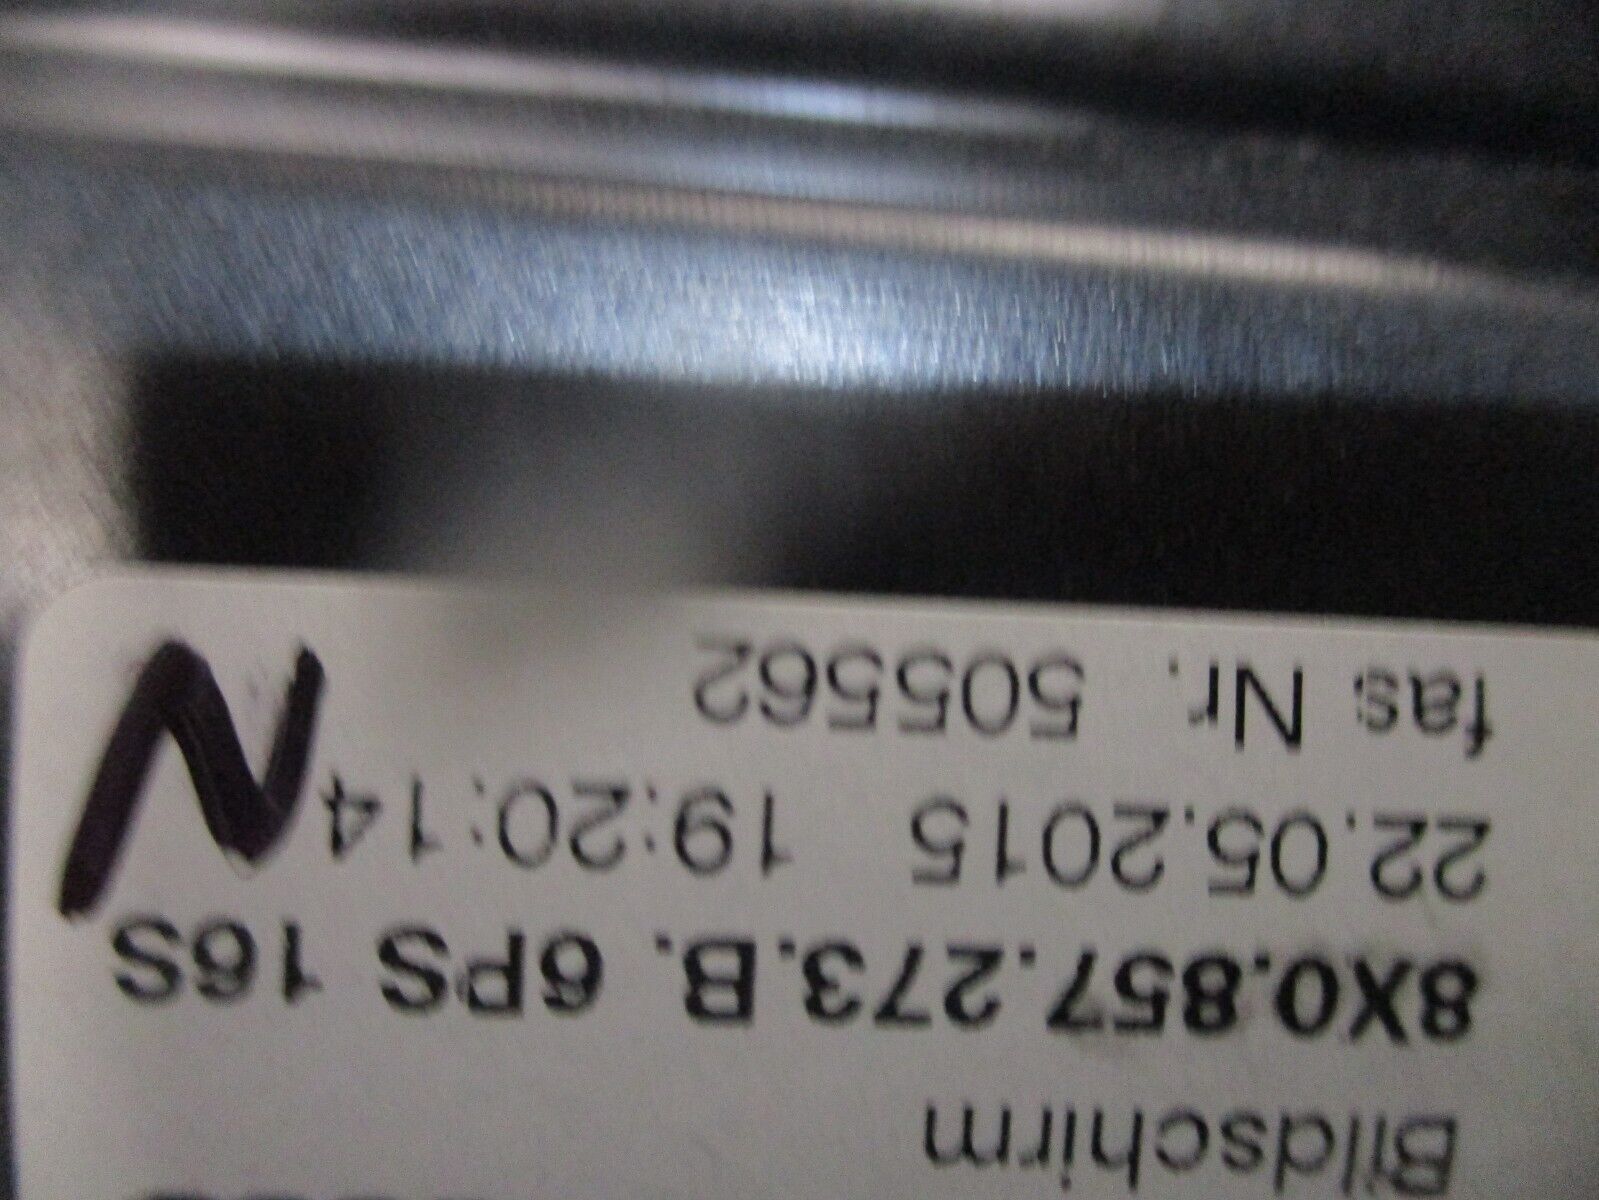 Bildschirm
8X0.857.273.B. 6PS 16S
22.05.2015 19:20:14
fas Nr. 505562
N